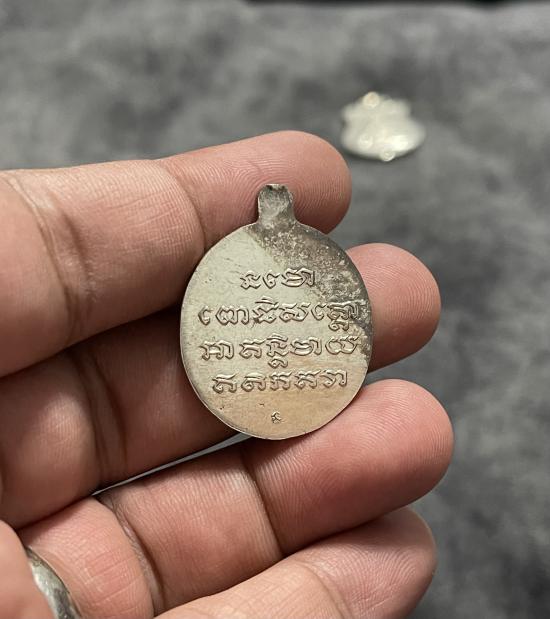 នមោ
ពោធិសត្តោ
អាគន្តិមាយ
ឥតិភគវា